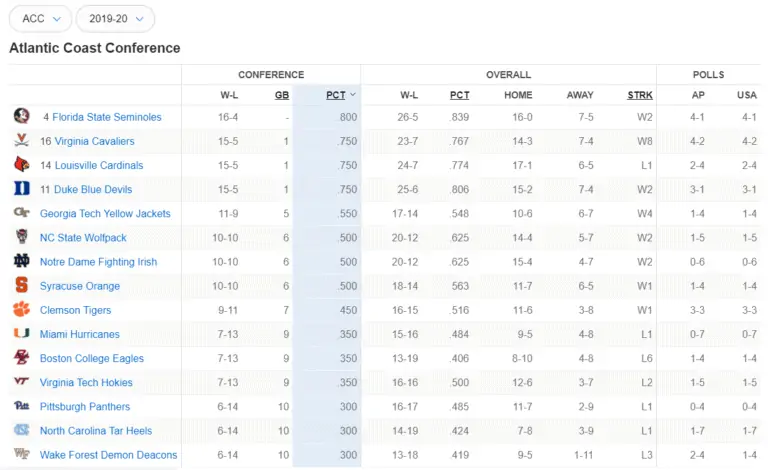 ACC 2019-20
Atlantic Coast Conference
CONFERENCE OVERALL POLLS
W-L GB PCT W-L PCT HOME AWAY STRK AP USA
4 Florida State Seminoles 16-4 - .800 26-5 .839 16-0 7-5 W2 4-1 4-1
16 Virginia Cavaliers 15-5 1 .750 23-7 .767 14-3 7-4 W8 4-2 4-2
14 Louisville Cardinals 15-5 1 .750 24-7 .774 17-1 6-5 L1 2-4 2-4
11 Duke Blue Devils 15-5 1 .750 25-6 .806 15-2 7-4 W2 3-1 3-1
Georgia Tech Yellow Jackets 11-9 5 .550 17-14 .548 10-6 6-7 W4 1-4 1-4
NC State Wolfpack 10-10 6 .500 20-12 .625 14-4 5-7 W2 1-5 1-5
Notre Dame Fighting Irish 10-10 6 .500 20-12 .625 15-4 4-7 W2 0-6 0-6
Syracuse Orange 10-10 6 .500 18-14 .563 11-7 6-5 W1 1-4 1-4
Clemson Tigers 9-11 7 .450 16-15 .516 11-6 3-8 W1 3-3 3-3
Miami Hurricanes 7-13 9 .350 15-16 .484 9-5 4-8 L1 0-7 0-7
Boston College Eagles 7-13 9 .350 13-19 .406 8-10 4-8 L6 1-4 1-4
Virginia Tech Hokies 7-13 9 .350 16-16 .500 12-6 3-7 L2 1-5 1-5
Pitt Pittsburgh Panthers 6-14 10 .300 16-17 .485 11-7 2-9 L1 0-4 0-4
North Carolina Tar Heels 6-14 10 .300 14-19 .424 7-8 3-9 L1 1-7 1-7
Wake Forest Demon Deacons 6-14 10 .300 13-18 .419 9-5 1-11 L3 2-4 1-4